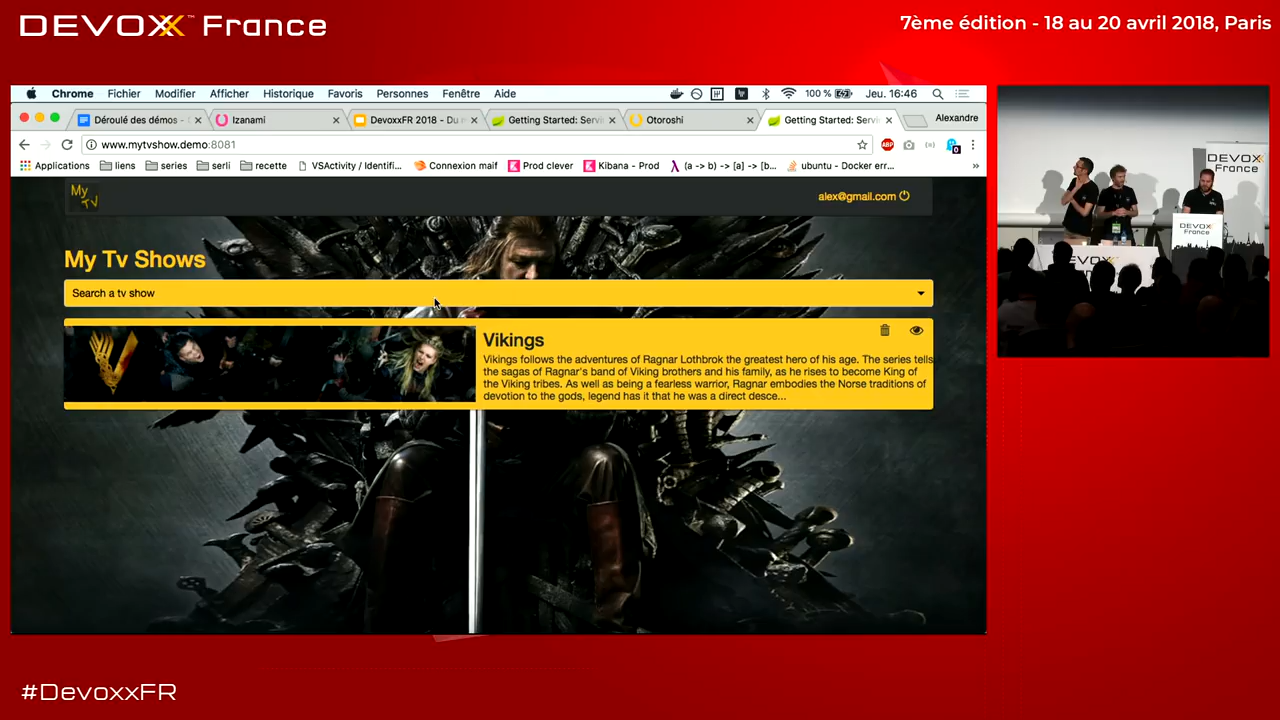 DEVOXX™ France
7ème édition - 18 au 20 avril 2018, Paris
Chrome Fichier Modifier Afficher Historique Favoris Personnes Fenêtre Aide 100 % Jeu. 16:46
Déroulé des démos - Izanami DevoxxFR 2018 - Du m Getting Started: Servi Otoroshi Getting Started: Servi Alexandre
www.mytvshow.demo:8081 ABP 0
Applications liens series serli recette VSActivity / Identifi... Connexion maif Prod clever Kibana - Prod (a -> b) -> [a] -> [b... ubuntu - Docker err... »
My TV
alex@gmail.com
My Tv Shows
Search a tv show
Vikings
Vikings follows the adventures of Ragnar Lothbrok the greatest hero of his age. The series tells
the sagas of Ragnar's band of Viking brothers and his family, as he rises to become King of
the Viking tribes. As well as being a fearless warrior, Ragnar embodies the Norse traditions of
devotion to the gods, legend has it that he was a direct desce...
DEVOXX
France
DEVOXX
France
DEVOXX
#DevoxxFR